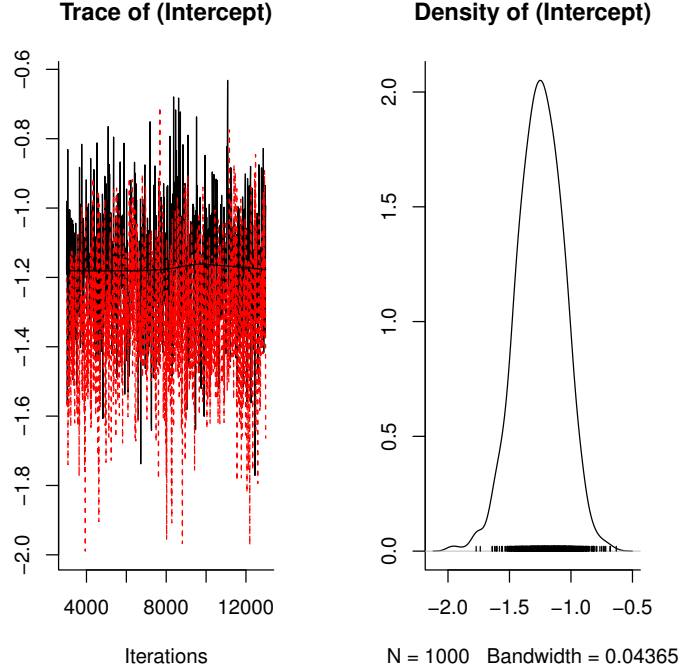 Trace of (Intercept)
−0.6
−0.8
−1.0
−1.2
−1.4
−1.6
−1.8
−2.0
4000 8000 12000
Iterations
Density of (Intercept)
2.0
1.5
1.0
0.5
0.0
−2.0 −1.5 −1.0 −0.5
N = 1000 Bandwidth = 0.04365